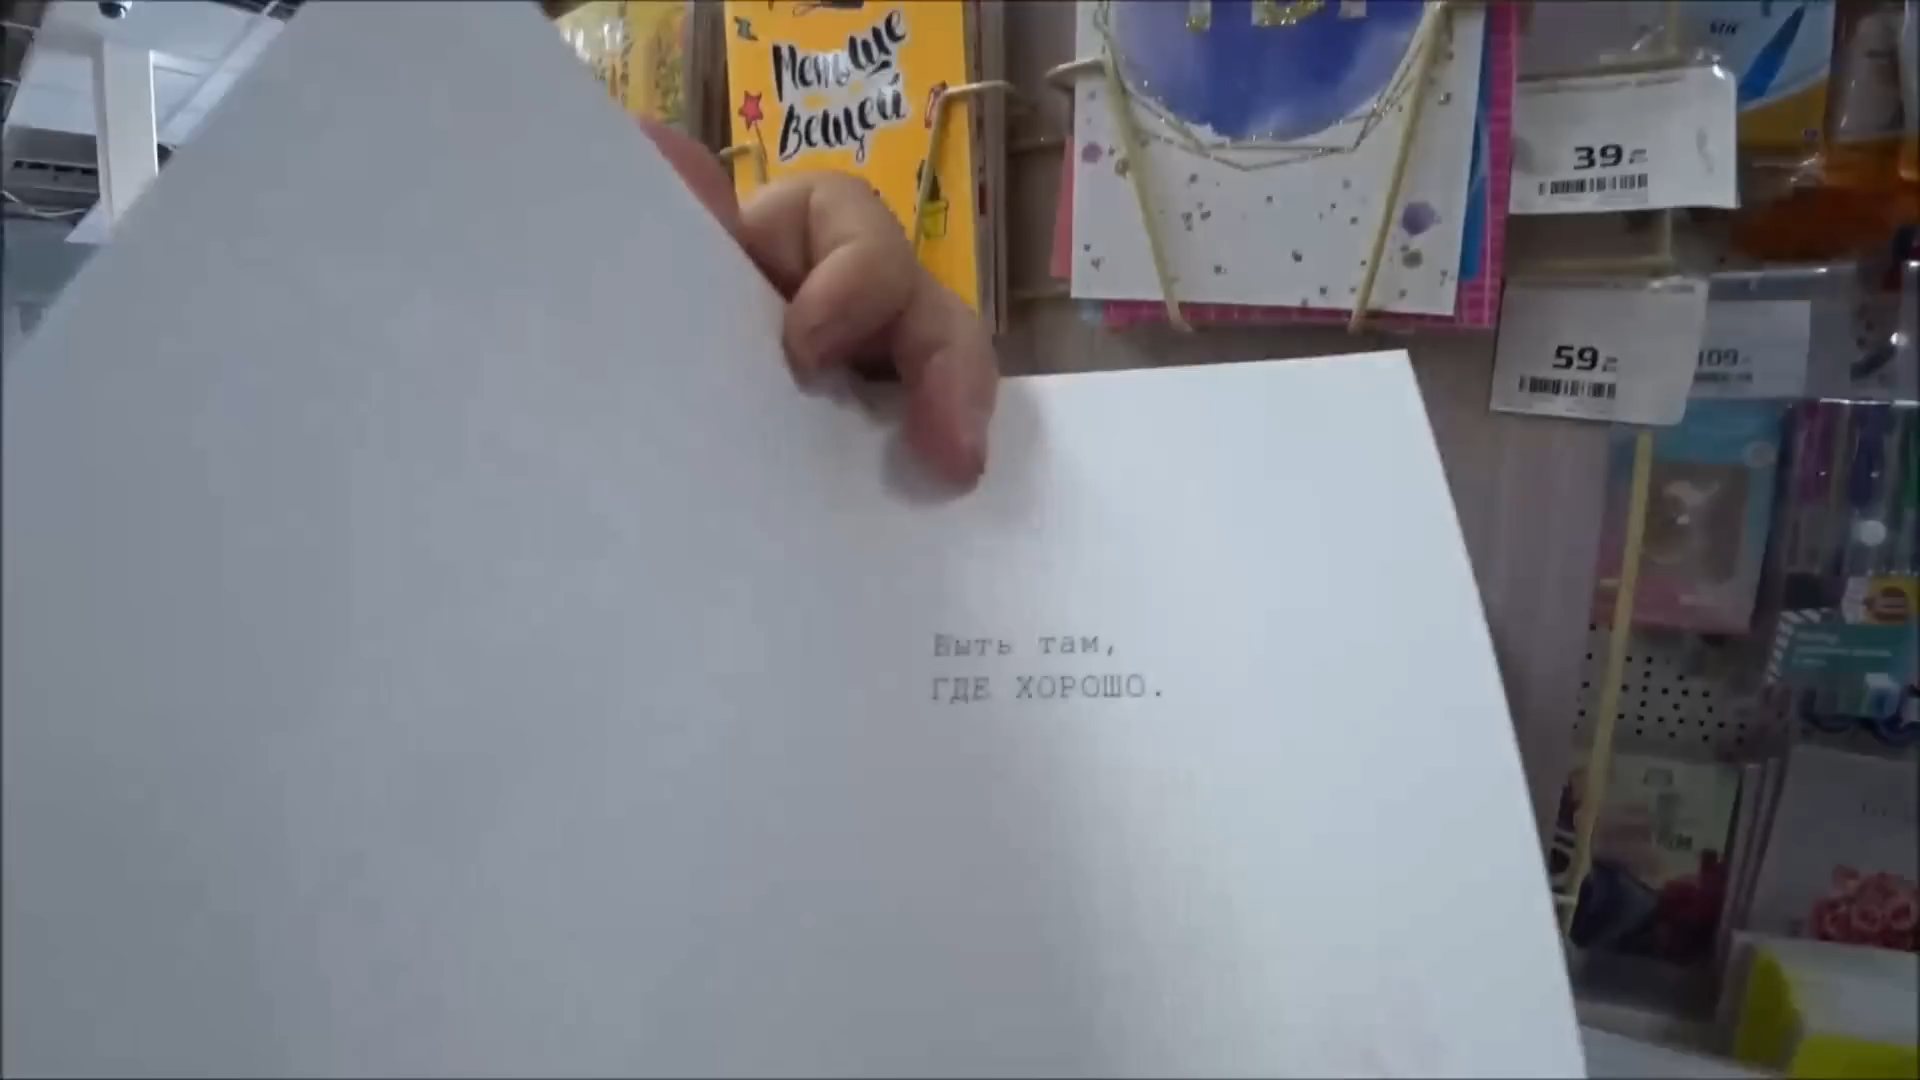 Меньше
Вещей
39
59
109
Быть там,
ГДЕ ХОРОШО.